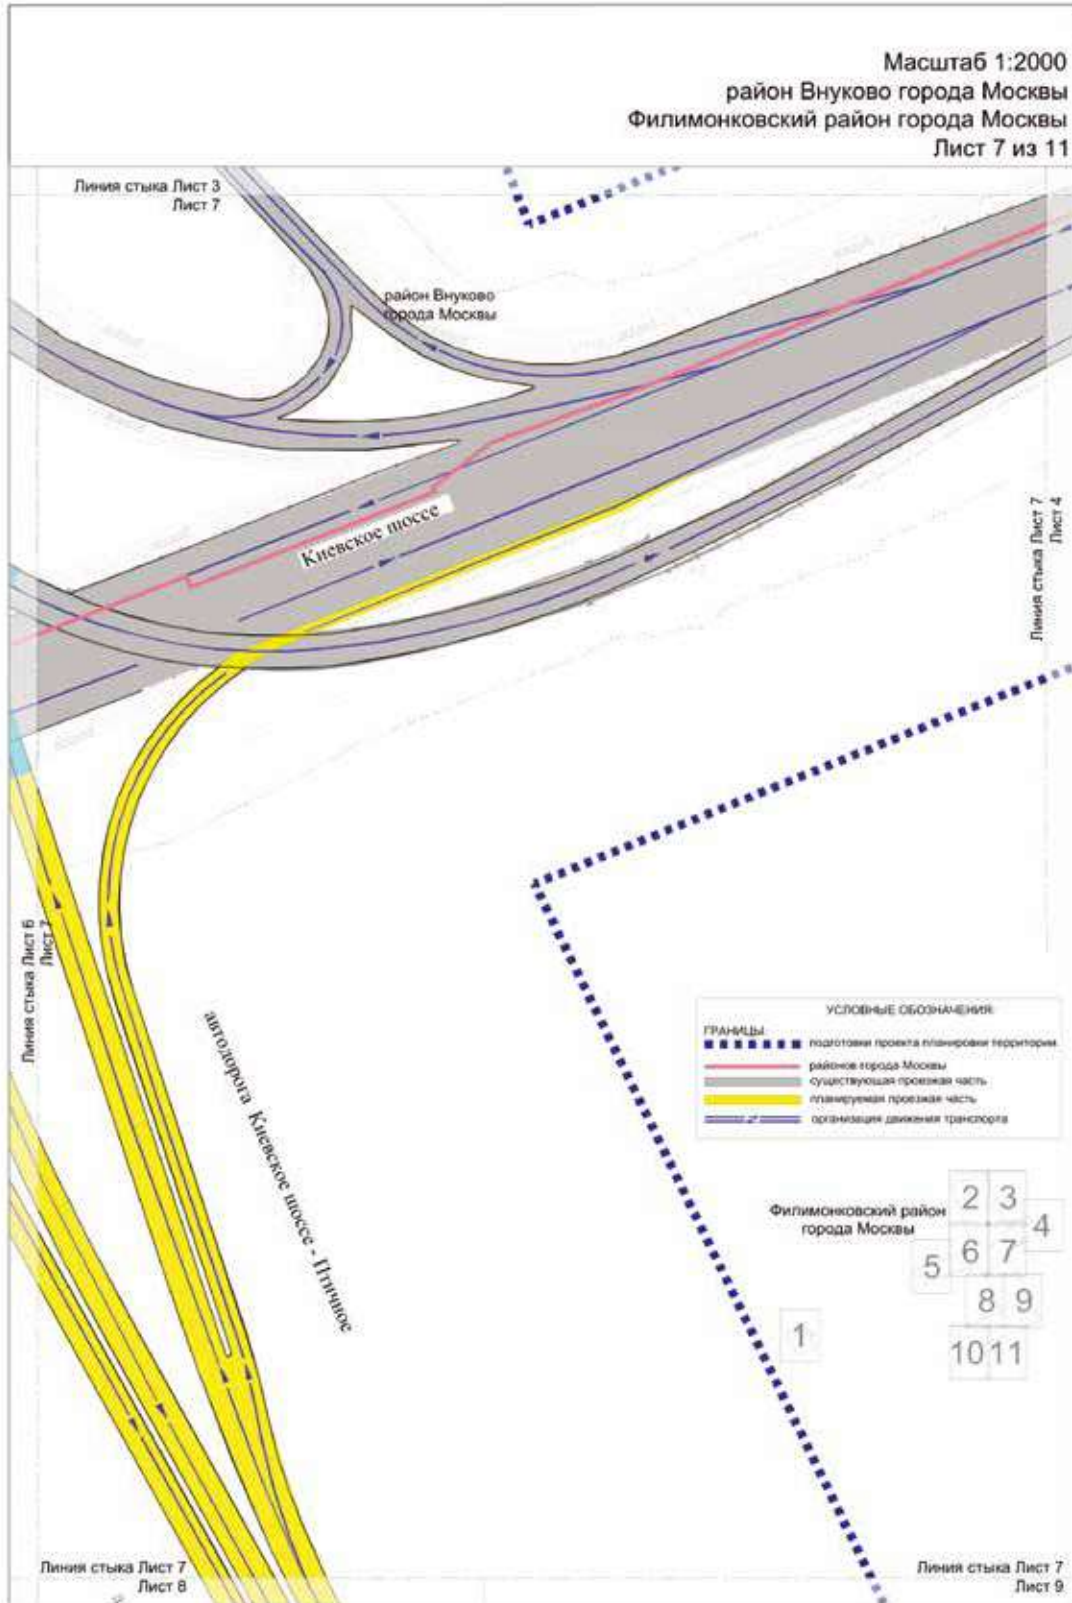 Масштаб 1:2000
район Внуково города Москвы
Филимонковский район города Москвы
Лист 7 из 11
Линия стыка Лист 3
Лист 7
район Внуково
города Москвы
Киевское шоссе
Линия стыка Лист 7
Лист 4
Линия стыка Лист 6
Лист 7
автодорога Киевское шоссе - Птичное
УСЛОВНЫЕ ОБОЗНАЧЕНИЯ:
ГРАНИЦЫ
подготовки проекта планировки территории
районов города Москвы
существующая проезжая часть
планируемая проезжая часть
организация движения транспорта
Филимонковский район
города Москвы
2 3
4
6 7
5
8 9
1
10 11
Линия стыка Лист 7
Лист 8
Линия стыка Лист 7
Лист 9